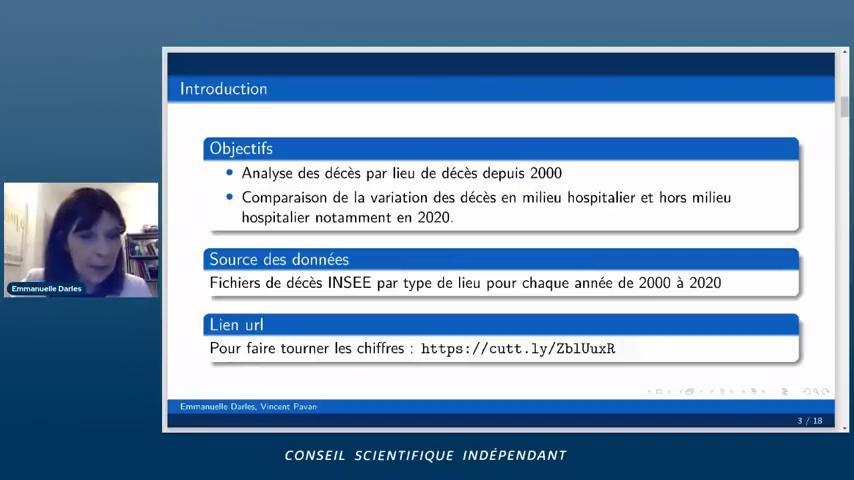 Introduction
Objectifs
Analyse des décès par lieu de décès depuis 2000
Comparaison de la variation des décès en milieu hospitalier et hors milieu
hospitalier notamment en 2020.
Source des données
Fichiers de décès INSEE par type de lieu pour chaque année de 2000 à 2020
Lien url
Pour faire tourner les chiffres : https://cutt.ly/ZblUuxR
Emmanuelle Darles
Emmanuelle Darles, Vincent Pavan
3 / 18
CONSEIL SCIENTIFIQUE INDÉPENDANT